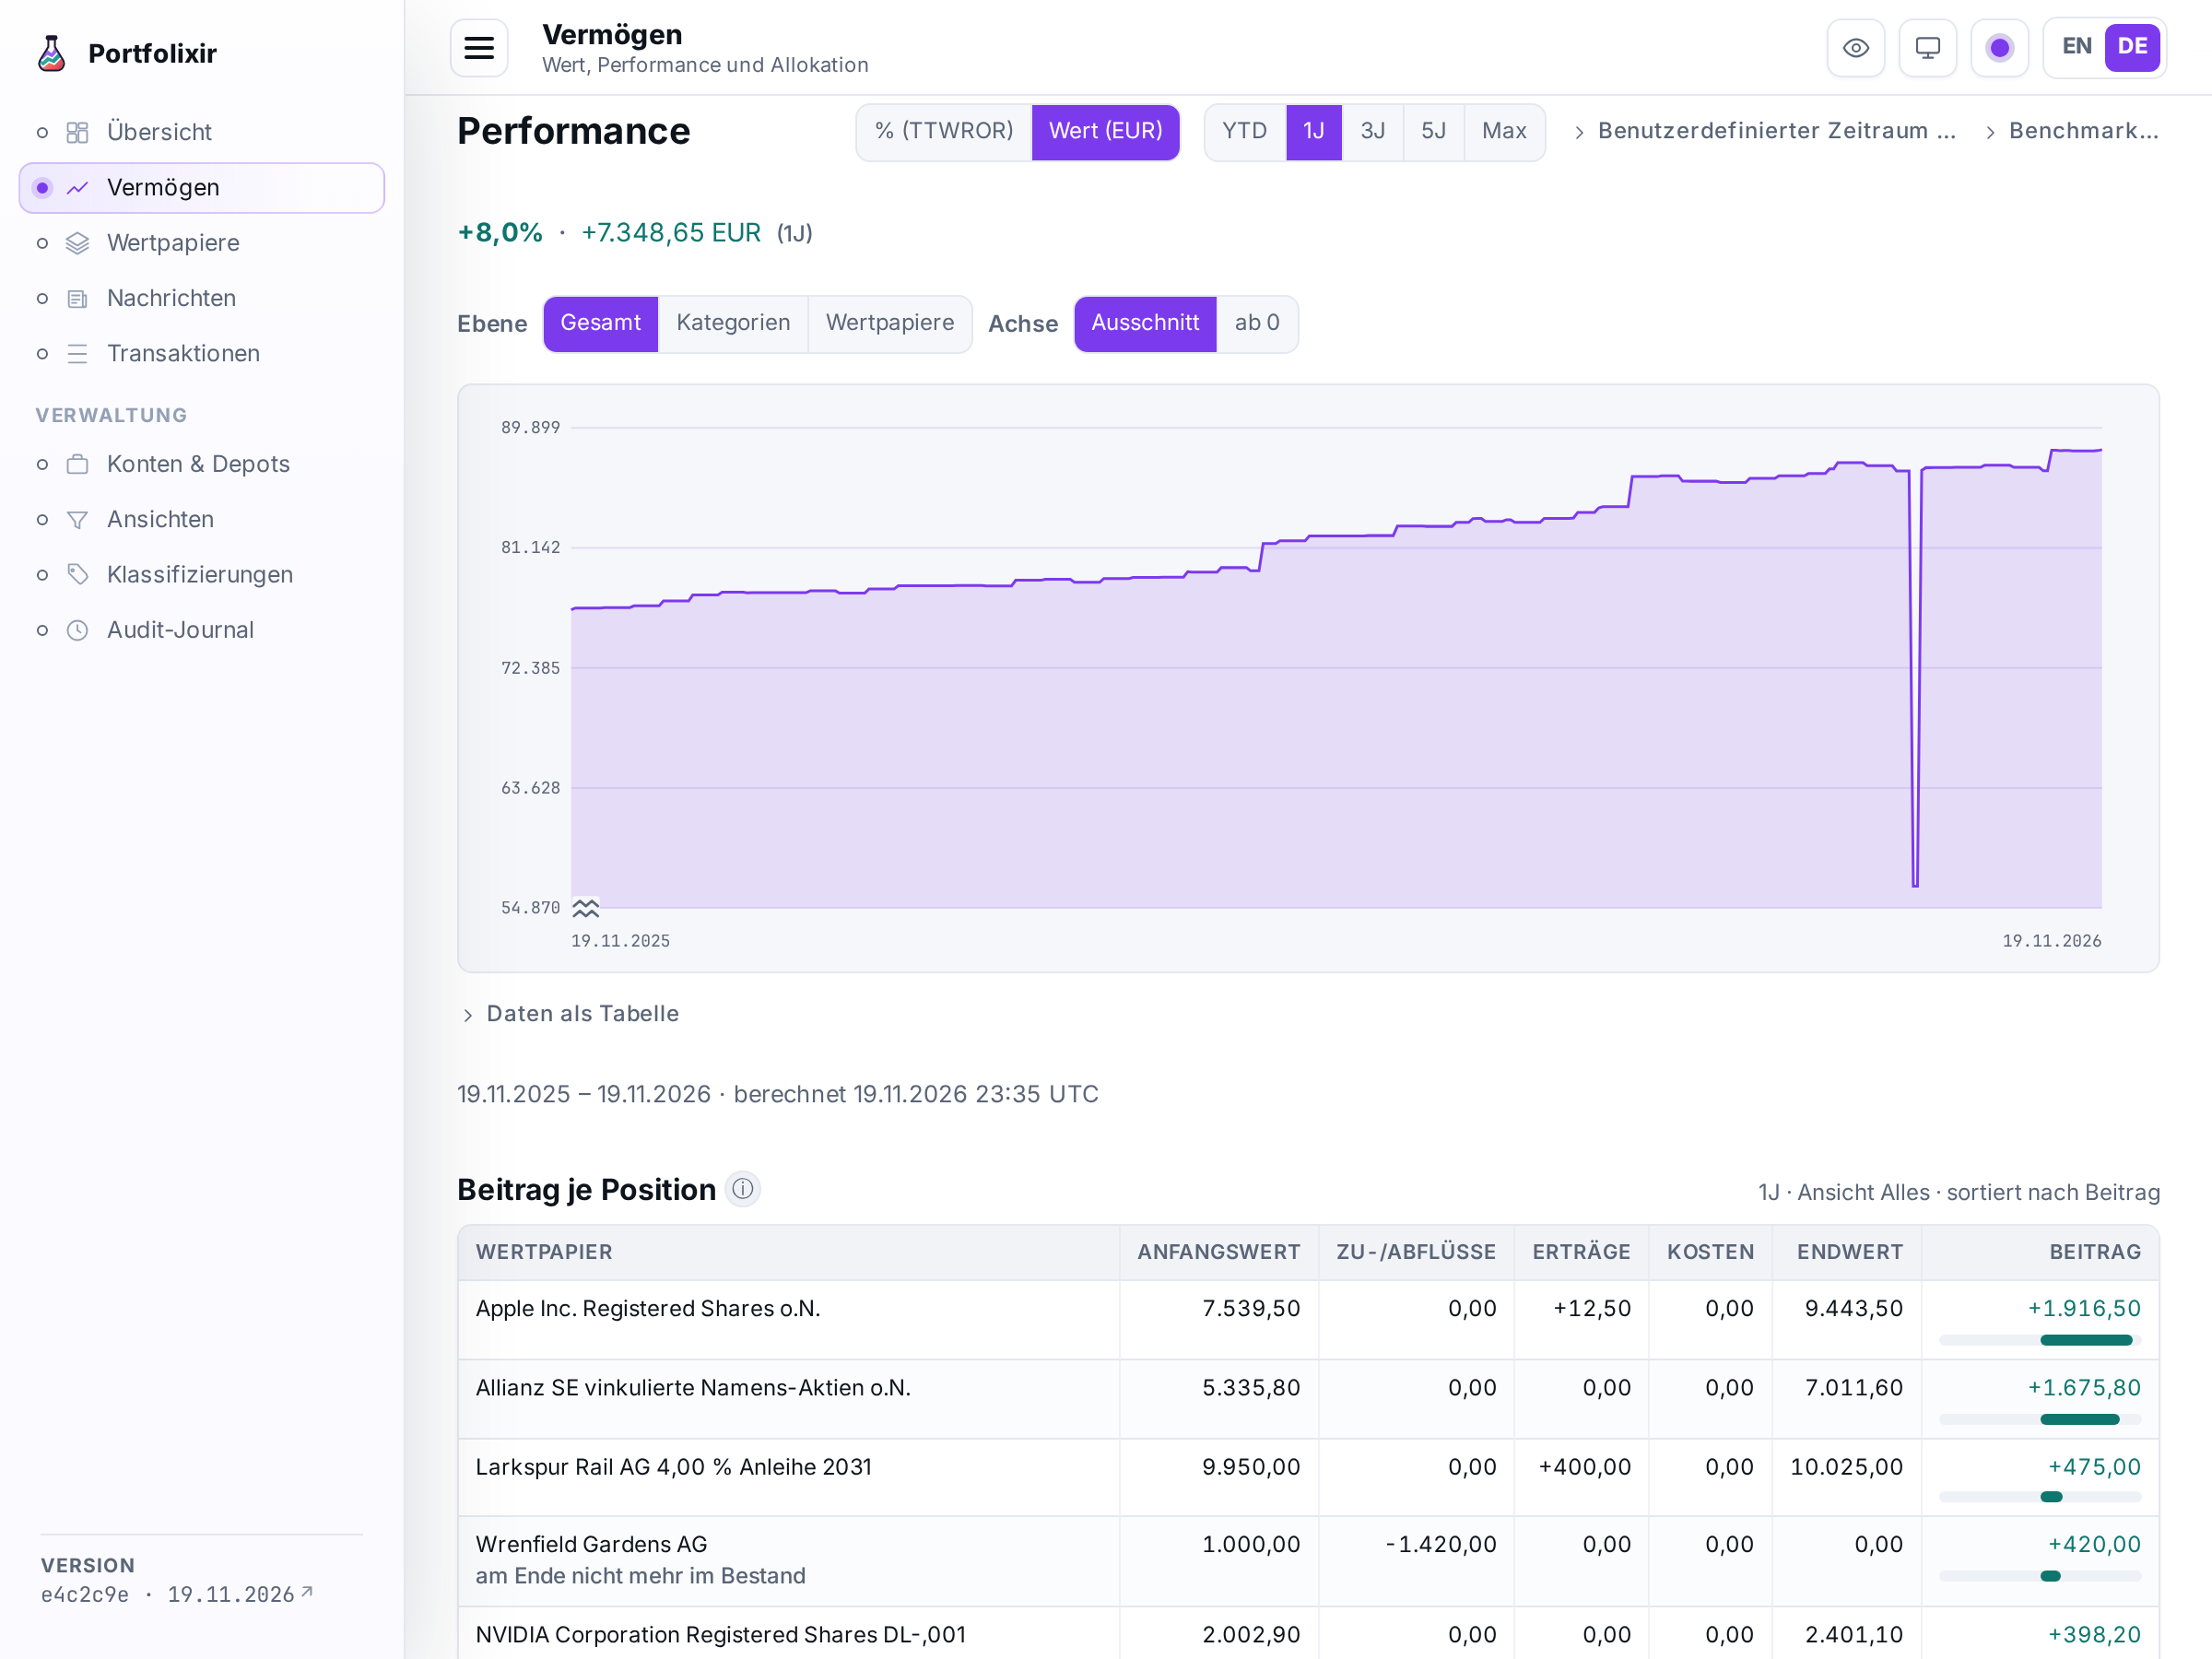 Portfolixir
Vermögen
Wert, Performance und Allokation
EN DE
Übersicht
Vermögen
Wertpapiere
Nachrichten
Transaktionen
VERWALTUNG
Konten & Depots
Ansichten
Klassifizierungen
Audit-Journal
VERSION
e4c2c9e · 19.11.2026
Performance
% (TTWROR) Wert (EUR)
YTD 1J 3J 5J Max
Benutzerdefinierter Zeitraum ...
Benchmark...
+8,0% · +7.348,65 EUR (1J)
Ebene Gesamt Kategorien Wertpapiere Achse Ausschnitt ab 0
89.899
81.142
72.385
63.628
54.870
19.11.2025 19.11.2026
Daten als Tabelle
19.11.2025 – 19.11.2026 · berechnet 19.11.2026 23:35 UTC
Beitrag je Position
1J · Ansicht Alles · sortiert nach Beitrag
WERTPAPIER ANFANGSWERT ZU-/ABFLÜSSE ERTRÄGE KOSTEN ENDWERT BEITRAG
Apple Inc. Registered Shares o.N. 7.539,50 0,00 +12,50 0,00 9.443,50 +1.916,50
Allianz SE vinkulierte Namens-Aktien o.N. 5.335,80 0,00 0,00 0,00 7.011,60 +1.675,80
Larkspur Rail AG 4,00 % Anleihe 2031 9.950,00 0,00 +400,00 0,00 10.025,00 +475,00
Wrenfield Gardens AG 1.000,00 -1.420,00 0,00 0,00 0,00 +420,00
am Ende nicht mehr im Bestand
NVIDIA Corporation Registered Shares DL-,001 2.002,90 0,00 0,00 0,00 2.401,10 +398,20